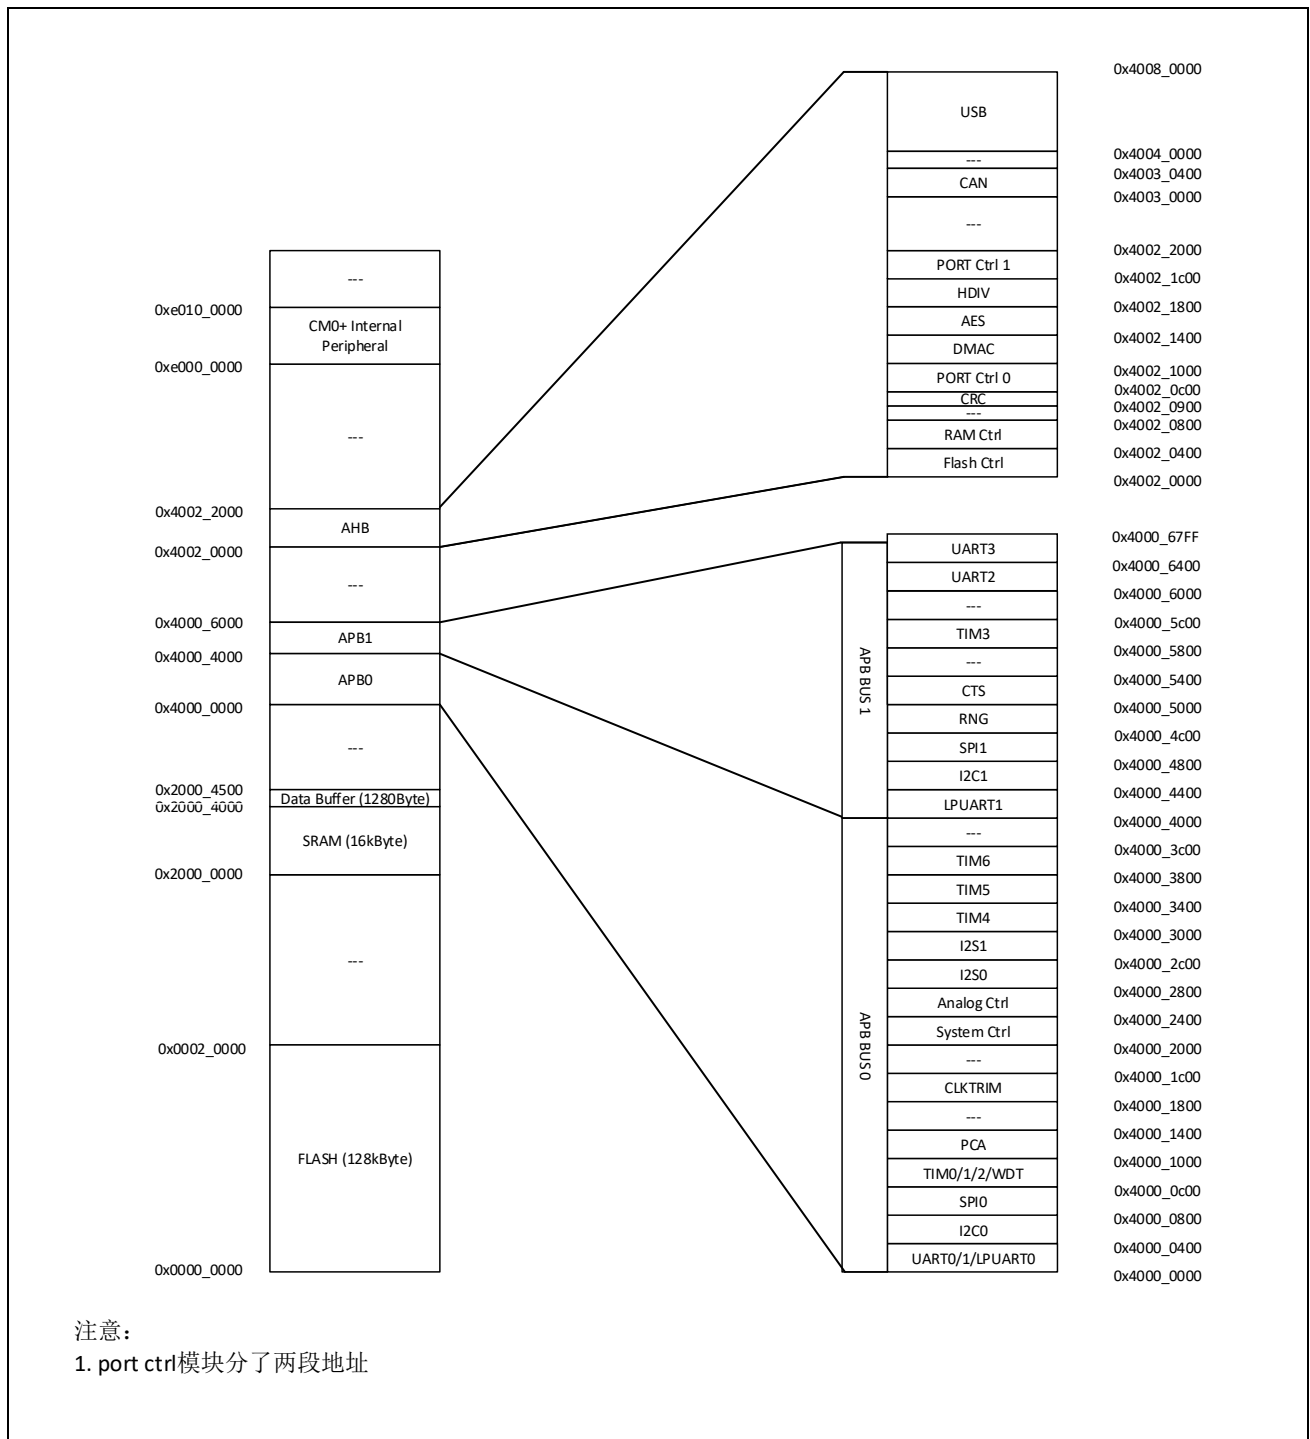 ---
0xe010_0000
CM0+ Internal
Peripheral
0xe000_0000
---
0x4002_2000
AHB
0x4002_0000
---
0x4000_6000
APB1
0x4000_4000
APB0
0x4000_0000
---
0x2000_4500
Data Buffer (1280Byte)
0x2000_4000
SRAM (16kByte)
0x2000_0000
---
0x0002_0000
FLASH (128kByte)
0x0000_0000
0x4008_0000
USB
0x4004_0000
---
0x4003_0400
CAN
0x4003_0000
---
0x4002_2000
PORT Ctrl 1
0x4002_1c00
HDIV
0x4002_1800
AES
0x4002_1400
DMAC
0x4002_1000
PORT Ctrl 0
0x4002_0c00
CRC
0x4002_0900
---
0x4002_0800
RAM Ctrl
0x4002_0400
Flash Ctrl
0x4002_0000
APB BUS 1
0x4000_67FF
UART3
0x4000_6400
UART2
0x4000_6000
---
0x4000_5c00
TIM3
0x4000_5800
---
0x4000_5400
CTS
0x4000_5000
RNG
0x4000_4c00
SPI1
0x4000_4800
I2C1
0x4000_4400
LPUART1
0x4000_4000
APB BUS 0
---
0x4000_3c00
TIM6
0x4000_3800
TIM5
0x4000_3400
TIM4
0x4000_3000
I2S1
0x4000_2c00
I2S0
0x4000_2800
Analog Ctrl
0x4000_2400
System Ctrl
0x4000_2000
---
0x4000_1c00
CLKTRIM
0x4000_1800
---
0x4000_1400
PCA
0x4000_1000
TIM0/1/2/WDT
0x4000_0c00
SPI0
0x4000_0800
I2C0
0x4000_0400
UART0/1/LPUART0
0x4000_0000
注意：
1. port ctrl模块分了两段地址